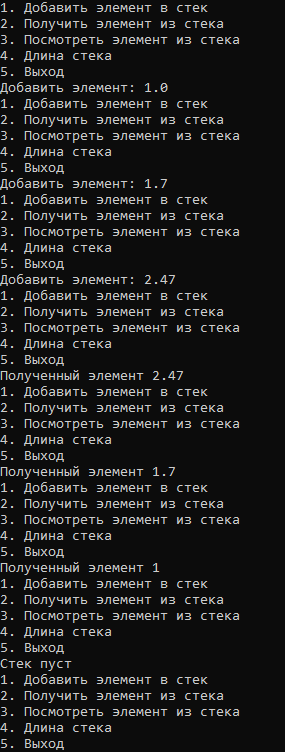 1. Добавить элемент в стек
2. Получить элемент из стека
3. Посмотреть элемент из стека
4. Длина стека
5. Выход
Добавить элемент: 1.0
1. Добавить элемент в стек
2. Получить элемент из стека
3. Посмотреть элемент из стека
4. Длина стека
5. Выход
Добавить элемент: 1.7
1. Добавить элемент в стек
2. Получить элемент из стека
3. Посмотреть элемент из стека
4. Длина стека
5. Выход
Добавить элемент: 2.47
1. Добавить элемент в стек
2. Получить элемент из стека
3. Посмотреть элемент из стека
4. Длина стека
5. Выход
Полученный элемент 2.47
1. Добавить элемент в стек
2. Получить элемент из стека
3. Посмотреть элемент из стека
4. Длина стека
5. Выход
Полученный элемент 1.7
1. Добавить элемент в стек
2. Получить элемент из стека
3. Посмотреть элемент из стека
4. Длина стека
5. Выход
Полученный элемент 1
1. Добавить элемент в стек
2. Получить элемент из стека
3. Посмотреть элемент из стека
4. Длина стека
5. Выход
Стек пуст
1. Добавить элемент в стек
2. Получить элемент из стека
3. Посмотреть элемент из стека
4. Длина стека
5. Выход